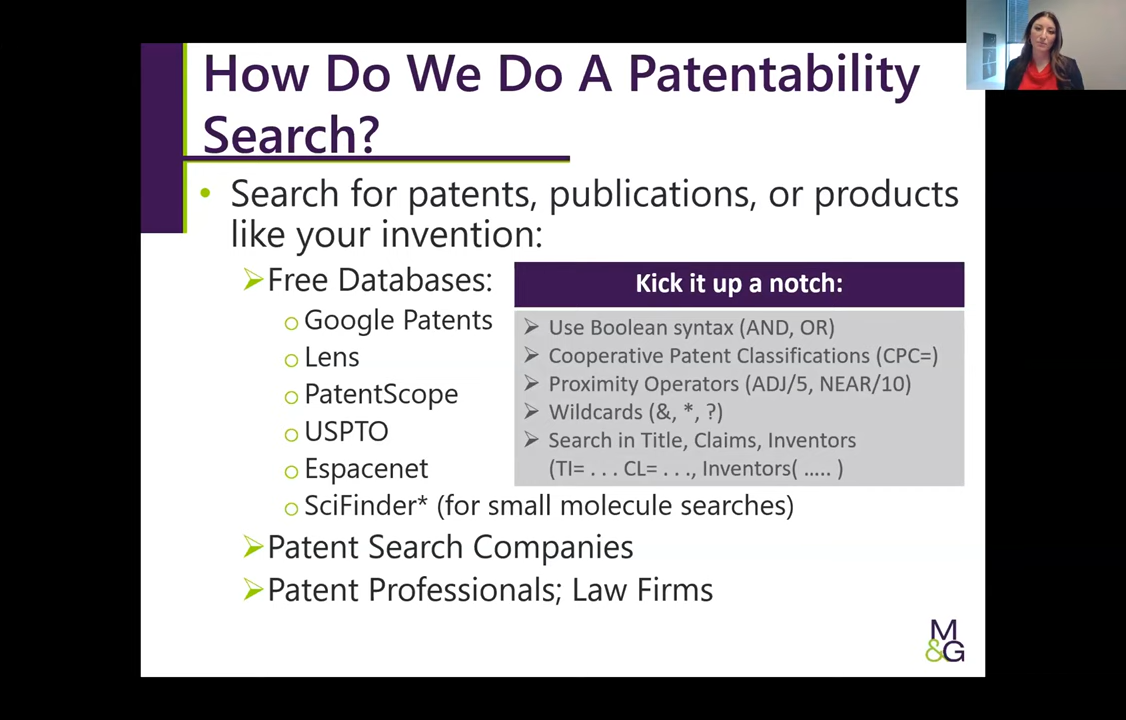 How Do We Do A Patentability
Search?
• Search for patents, publications, or products
like your invention:
➢ Free Databases:
o Google Patents
o Lens
o PatentScope
o USPTO
o Espacenet
o SciFinder* (for small molecule searches)
➢ Patent Search Companies
➢ Patent Professionals; Law Firms
Kick it up a notch:
➢ Use Boolean syntax (AND, OR)
➢ Cooperative Patent Classifications (CPC=)
➢ Proximity Operators (ADJ/5, NEAR/10)
➢ Wildcards (&, *, ?)
➢ Search in Title, Claims, Inventors
(TI= . . . CL= . . ., Inventors( ..... )
M
&G